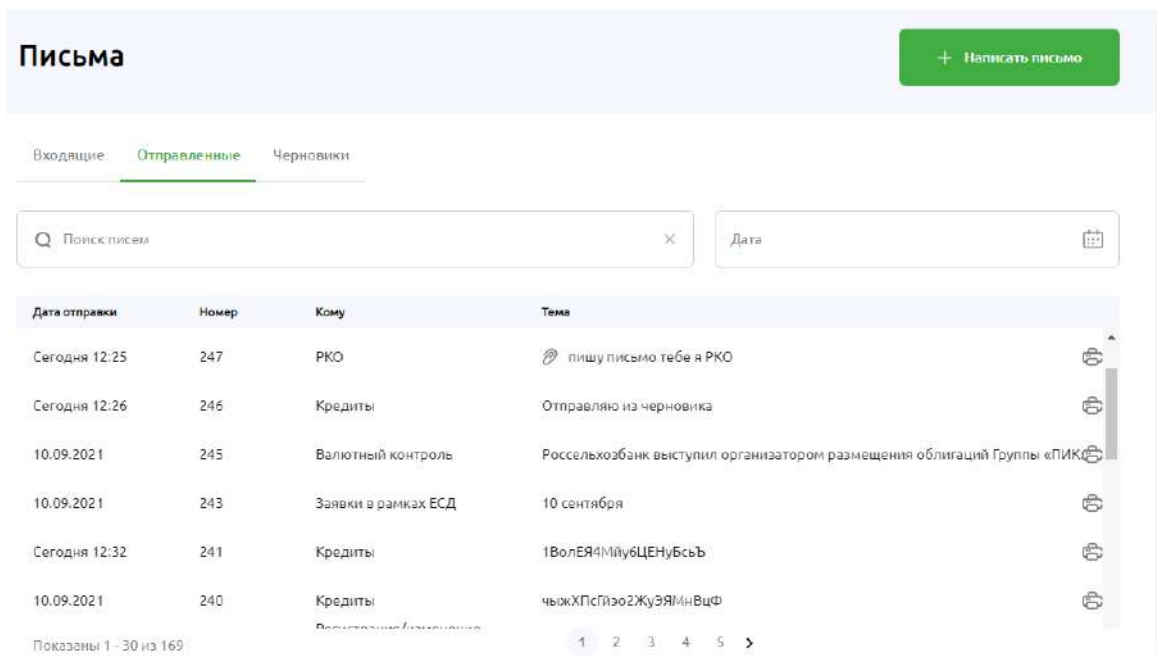 Письма
+ Написать письмо
Входящие Отправленные Черновики
Поиск писем
Дата
Дата отправки Номер Кому Тема
Сегодня 12:25 247 РКО пишу письмо тебе я РКО
Сегодня 12:26 246 Кредиты Отправляю из черновика
10.09.2021 245 Валютный контроль Россельхозбанк выступил организатором размещения облигаций Группы «ПИК
10.09.2021 243 Заявки в рамках ЕСД 10 сентября
Сегодня 12:32 241 Кредиты 1ВолЕЯ4Мйу6ЦЕНуБсьЪ
10.09.2021 240 Кредиты чыжХПсГйэо2ЖуЭЯМнВцФ
Регистрация/изменение
Показаны 1 - 30 из 169 1 2 3 4 5